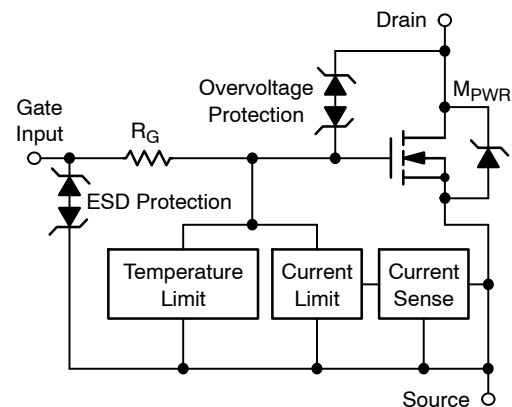 Drain
Overvoltage
Protection
MPWR
Gate
Input
RG
ESD Protection
Temperature
Limit
Current
Limit
Current
Sense
Source